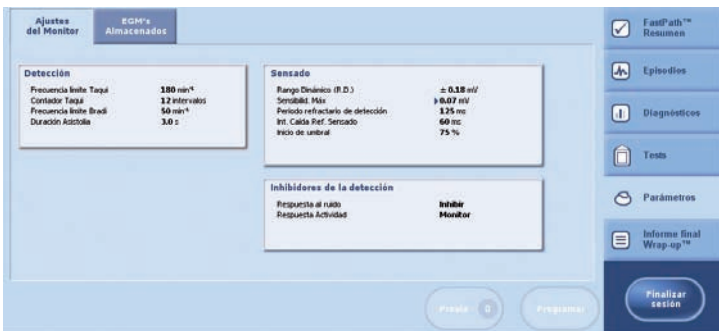 Ajustes
del Monitor
EGM's
Almacenados
Detección
Frecuencia límite Taqui 180 min⁻¹
Contador Taqui 12 intervalos
Frecuencia límite Bradi 50 min⁻¹
Duración Asistolia 3.0 s
Sensado
Rango Dinámico (R.D.) ± 0.18 mV
Sensibilid. Máx 0.07 mV
Periodo refractario de detección 125 ms
Int. Caída Ref. Sensado 60 ms
Inicio de umbral 75 %
Inhibidores de la detección
Respuesta al ruido Inhibir
Respuesta Actividad Monitor
FastPath™
Resumen
Episodios
Diagnósticos
Tests
Parámetros
Informe final
Wrap-up™
Previo 0
Programar
Finalizar
sesión